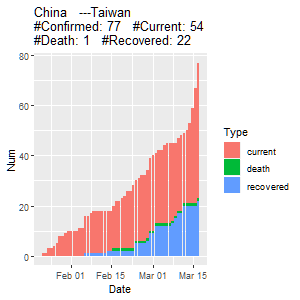 China   ---Taiwan
#Confirmed: 77   #Current: 54
#Death: 1   #Recovered: 22
80
60
40
20
0
Num
Feb 01
Feb 15
Mar 01
Mar 15
Date
Type
current
death
recovered